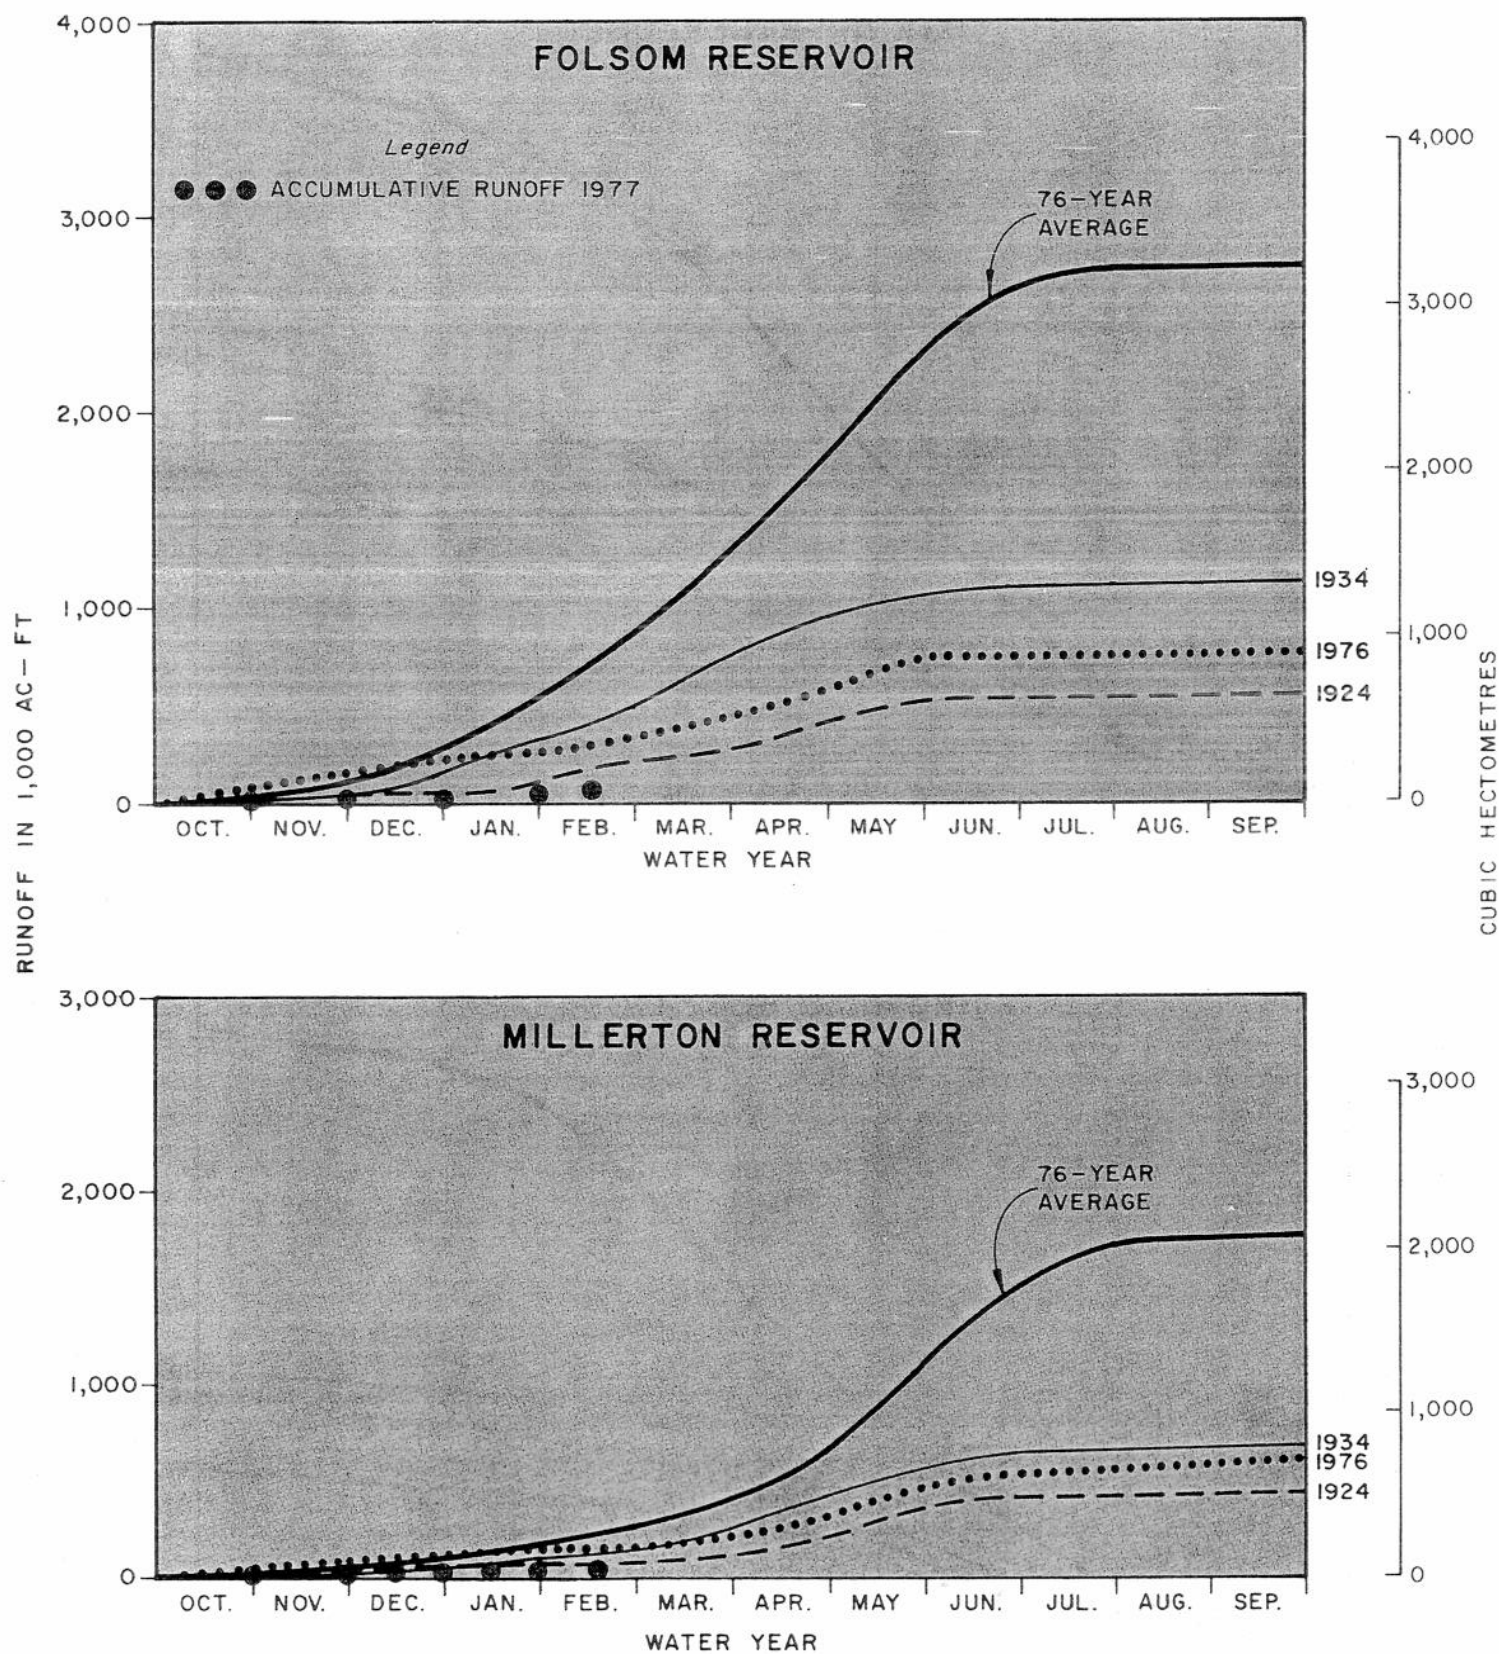 FOLSOM RESERVOIR
Legend
ACCUMULATIVE RUNOFF 1977
76-YEAR
AVERAGE
4,000
3,000
2,000
1,000
0
4,000
3,000
2,000
1,000
0
1934
1976
1924
OCT. NOV. DEC. JAN. FEB. MAR. APR. MAY JUN. JUL. AUG. SEP.
WATER YEAR
RUNOFF IN 1,000 AC-FT
CUBIC HECTOMETRES
MILLERTON RESERVOIR
76-YEAR
AVERAGE
3,000
2,000
1,000
0
3,000
2,000
1,000
0
1934
1976
1924
OCT. NOV. DEC. JAN. FEB. MAR. APR. MAY JUN. JUL. AUG. SEP.
WATER YEAR